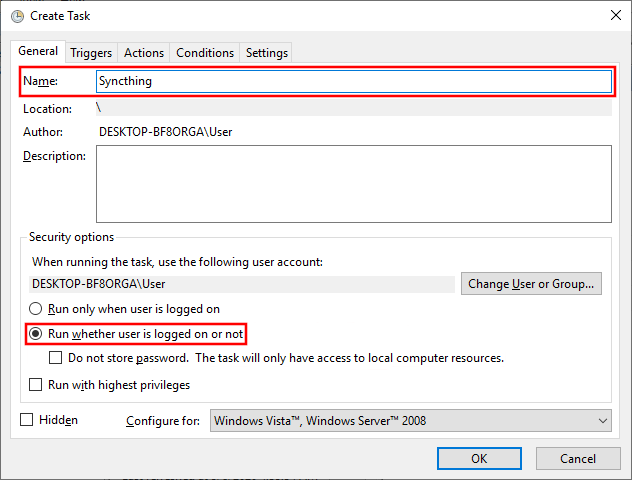 Create Task
General Triggers Actions Conditions Settings
Name: Syncthing
Location: \
Author: DESKTOP-BF8ORGA\User
Description:
Security options
When running the task, use the following user account:
DESKTOP-BF8ORGA\User Change User or Group...
Run only when user is logged on
Run whether user is logged on or not
Do not store password. The task will only have access to local computer resources.
Run with highest privileges
Hidden Configure for: Windows Vista™, Windows Server™ 2008
OK Cancel